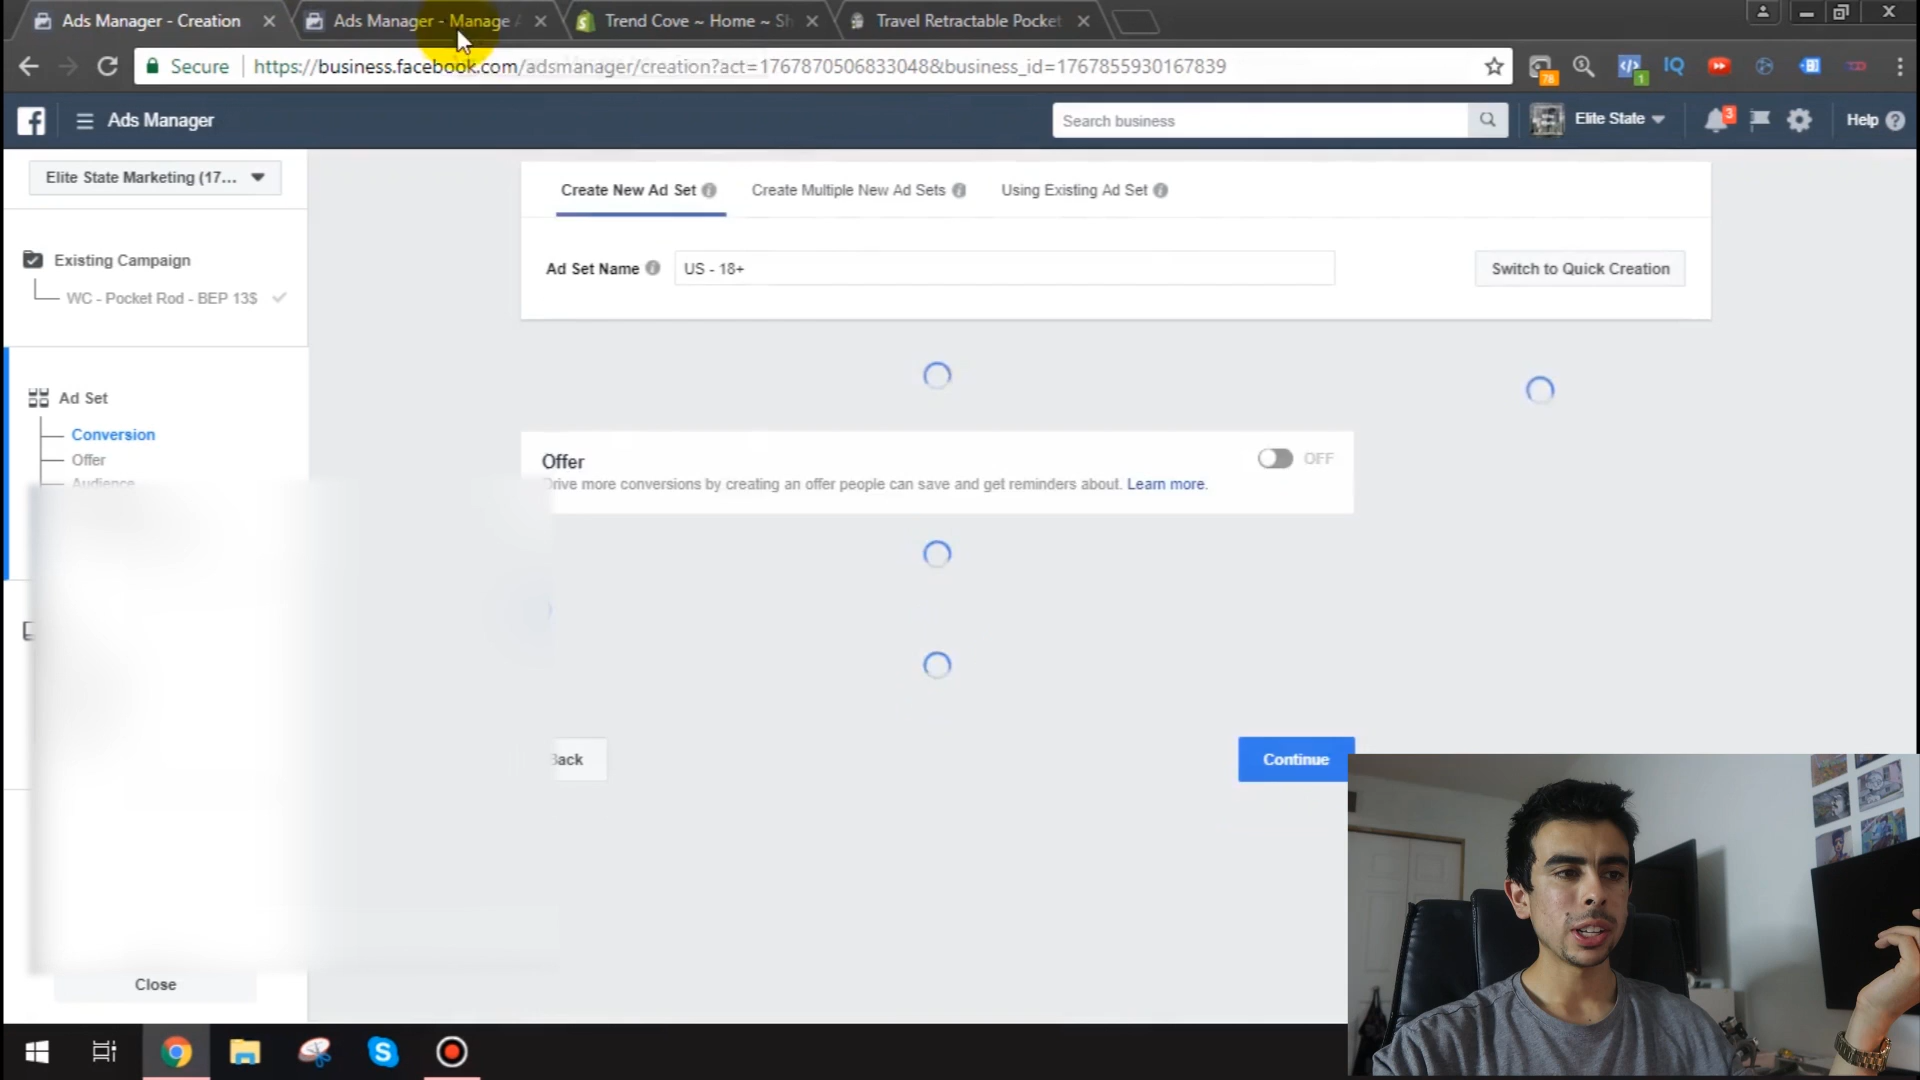 Ads Manager - Creation
Ads Manager - Manage
Trend Cove ~ Home ~ Sh
Travel Retractable Pocket
Secure
https://business.facebook.com/adsmanager/creation?act=1767870506833048&business_id=1767855930167839
78
1
IQ
Ads Manager
Search business
Elite State
3
Help
Elite State Marketing (17...
Create New Ad Set
Create Multiple New Ad Sets
Using Existing Ad Set
Existing Campaign
WC - Pocket Rod - BEP 13$
Ad Set Name
US - 18+
Switch to Quick Creation
Ad Set
Conversion
Offer
Audience
Offer
OFF
Drive more conversions by creating an offer people can save and get reminders about. Learn more.
Back
Continue
Close